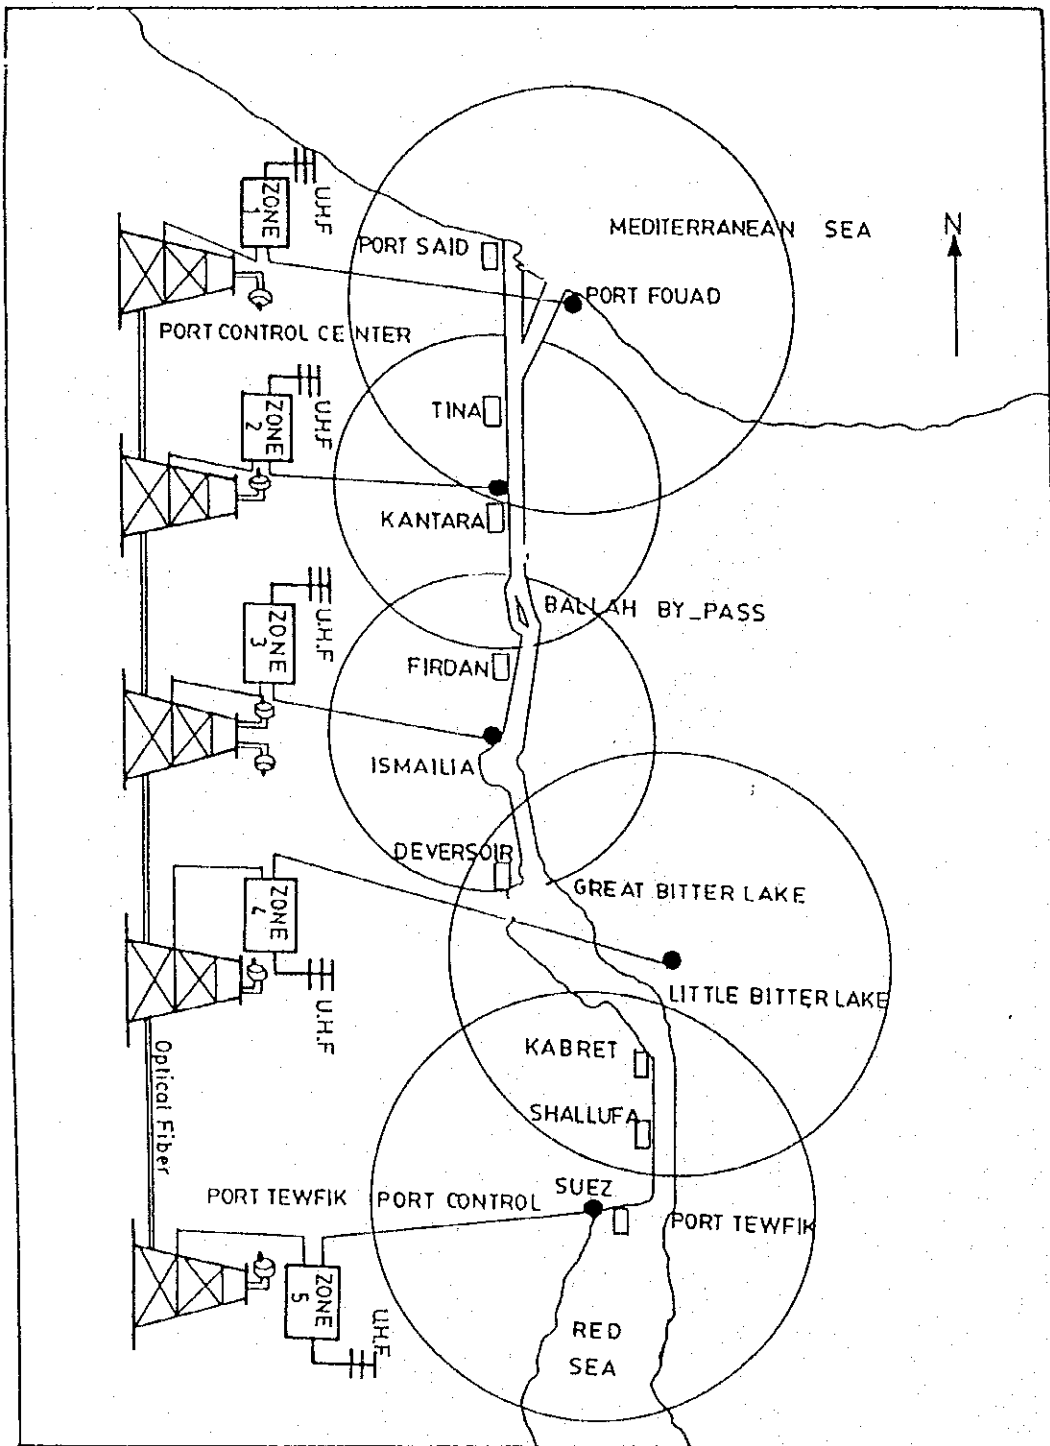 MEDITERRANEAN SEA
N
U.H.F
ZONE 1
PORT SAID
PORT FOUAD
PORT CONTROL CENTER
U.H.F
ZONE 2
TINA
KANTARA
BALLAH BY_PASS
U.H.F
ZONE 3
FIRDAN
ISMAILIA
DEVERSOIR
GREAT BITTER LAKE
ZONE 4
U.H.F
LITTLE BITTER LAKE
KABRET
Optical Fiber
SHALLUFA
SUEZ
PORT TEWFIK PORT CONTROL
PORT TEWFIK
ZONE 5
U.H.F
RED
SEA